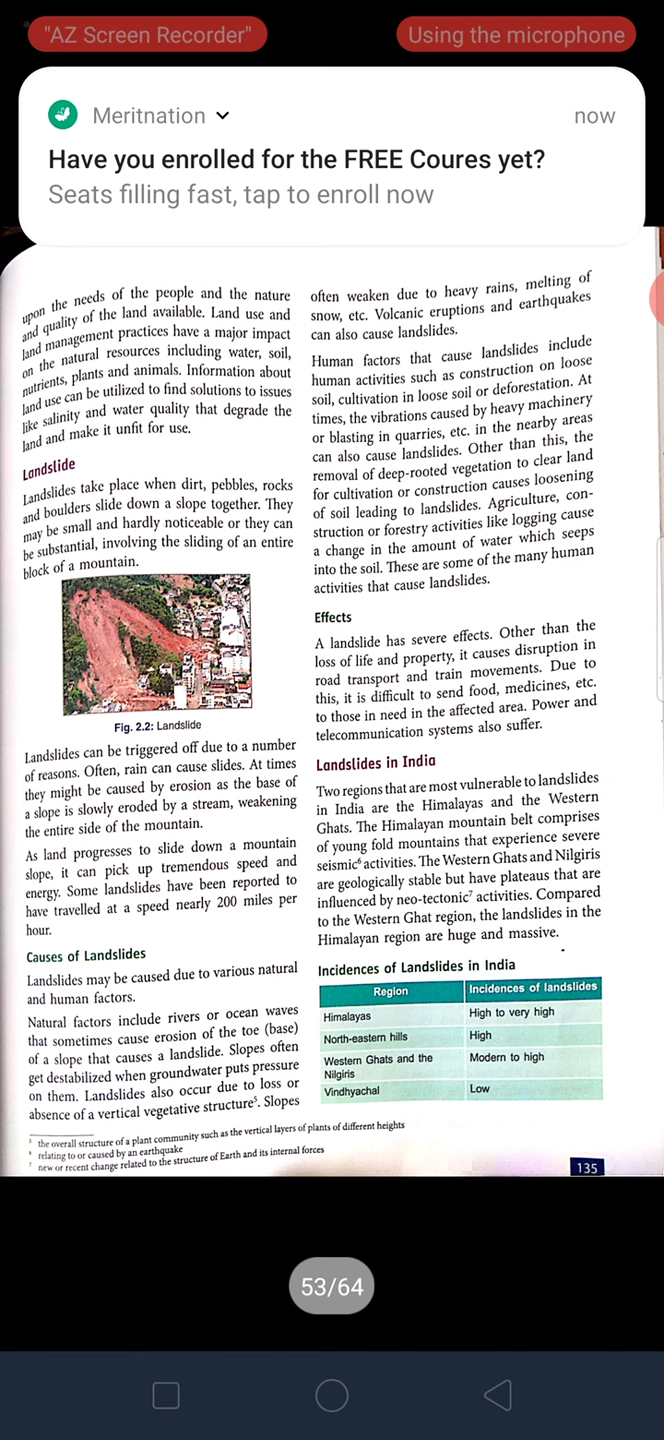 "AZ Screen Recorder"
Using the microphone
Meritnation
now
Have you enrolled for the FREE Coures yet?
Seats filling fast, tap to enroll now
upon the needs of the people and the nature
and quality of the land available. Land use and
land management practices have a major impact
on the natural resources including water, soil,
nutrients, plants and animals. Information about
land use can be utilized to find solutions to issues
like salinity and water quality that degrade the
land and make it unfit for use.
Landslide
Landslides take place when dirt, pebbles, rocks
and boulders slide down a slope together. They
may be small and hardly noticeable or they can
be substantial, involving the sliding of an entire
block of a mountain.
Fig. 2.2: Landslide
Landslides can be triggered off due to a number
of reasons. Often, rain can cause slides. At times
they might be caused by erosion as the base of
a slope is slowly eroded by a stream, weakening
the entire side of the mountain.
As land progresses to slide down a mountain
slope, it can pick up tremendous speed and
energy. Some landslides have been reported to
have travelled at a speed nearly 200 miles per
hour.
Causes of Landslides
Landslides may be caused due to various natural
and human factors.
Natural factors include rivers or ocean waves
that sometimes cause erosion of the toe (base)
of a slope that causes a landslide. Slopes often
get destabilized when groundwater puts pressure
on them. Landslides also occur due to loss or
absence of a vertical vegetative structure⁵. Slopes
often weaken due to heavy rains, melting of
snow, etc. Volcanic eruptions and earthquakes
can also cause landslides.
Human factors that cause landslides include
human activities such as construction on loose
soil, cultivation in loose soil or deforestation. At
times, the vibrations caused by heavy machinery
or blasting in quarries, etc. in the nearby areas
can also cause landslides. Other than this, the
removal of deep-rooted vegetation to clear land
for cultivation or construction causes loosening
of soil leading to landslides. Agriculture, con-
struction or forestry activities like logging cause
a change in the amount of water which seeps
into the soil. These are some of the many human
activities that cause landslides.
Effects
A landslide has severe effects. Other than the
loss of life and property, it causes disruption in
road transport and train movements. Due to
this, it is difficult to send food, medicines, etc.
to those in need in the affected area. Power and
telecommunication systems also suffer.
Landslides in India
Two regions that are most vulnerable to landslides
in India are the Himalayas and the Western
Ghats. The Himalayan mountain belt comprises
of young fold mountains that experience severe
seismic⁶ activities. The Western Ghats and Nilgiris
are geologically stable but have plateaus that are
influenced by neo-tectonic⁷ activities. Compared
to the Western Ghat region, the landslides in the
Himalayan region are huge and massive.
Incidences of Landslides in India
Region Incidences of landslides
Himalayas High to very high
North-eastern hills High
Western Ghats and the Modern to high
Nilgiris
Vindhyachal Low
⁵ the overall structure of a plant community such as the vertical layers of plants of different heights
⁶ relating to or caused by an earthquake
⁷ new or recent change related to the structure of Earth and its internal forces
135
53/64